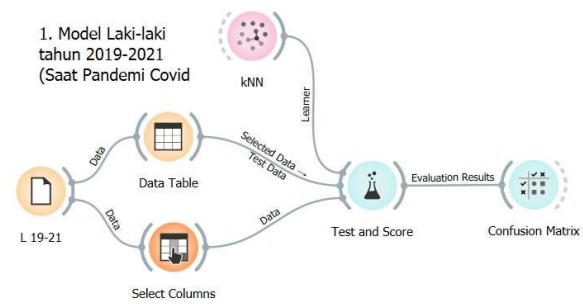 1. Model Laki-laki
tahun 2019-2021
(Saat Pandemi Covid
kNN
Learner
Data
Data Table
Selected Data →
Test Data
L 19-21
Data
Select Columns
Data
Test and Score
Evaluation Results
Confusion Matrix